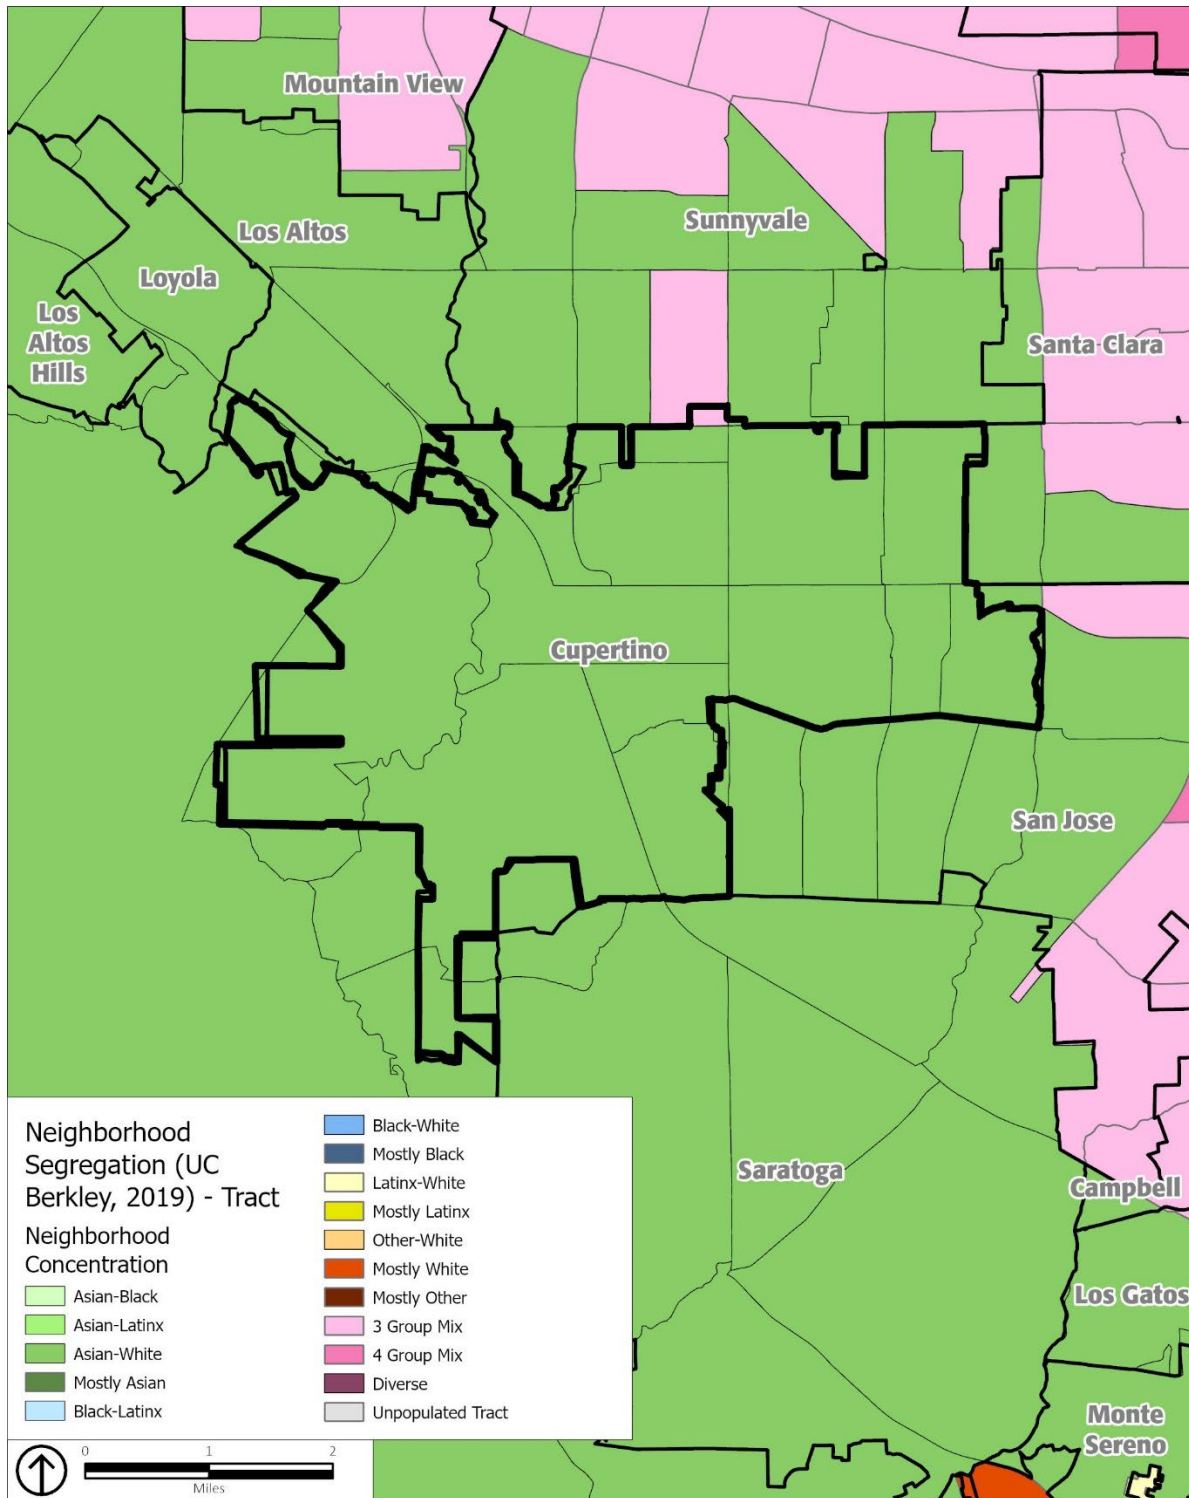 Mountain View
Sunnyvale
Los Altos
Loyola
Los
Altos
Hills
Santa Clara
Cupertino
San Jose
Saratoga
Campbell
Los Gatos
Monte
Sereno
Neighborhood
Segregation (UC
Berkley, 2019) - Tract
Neighborhood
Concentration
Asian-Black
Asian-Latinx
Asian-White
Mostly Asian
Black-Latinx
Black-White
Mostly Black
Latinx-White
Mostly Latinx
Other-White
Mostly White
Mostly Other
3 Group Mix
4 Group Mix
Diverse
Unpopulated Tract
0 1 2
Miles